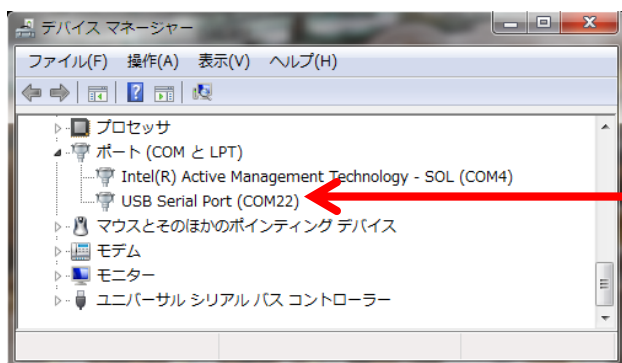 デバイス マネージャー
ファイル(F) 操作(A) 表示(V) ヘルプ(H)
プロセッサ
ポート (COM と LPT)
Intel(R) Active Management Technology - SOL (COM4)
USB Serial Port (COM22)
マウスとそのほかのポインティング デバイス
モデム
モニター
ユニバーサル シリアル バス コントローラー